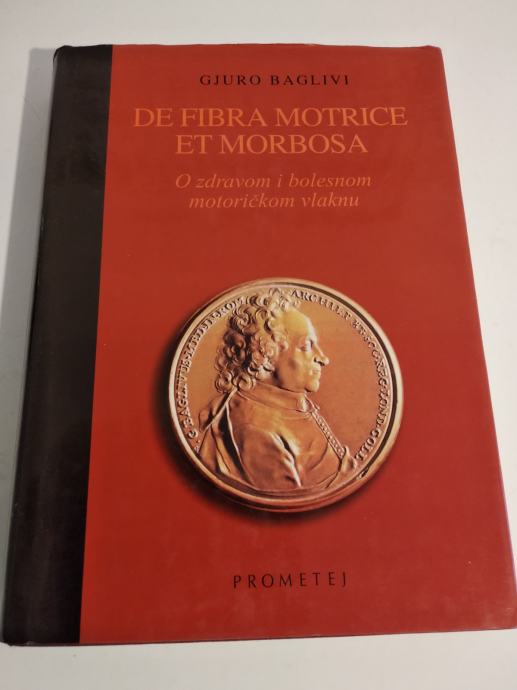 GJURO BAGLIVI
DE FIBRA MOTRICE
ET MORBOSA
O zdravom i bolesnom
motoričkom vlaknu
PROMETEJ